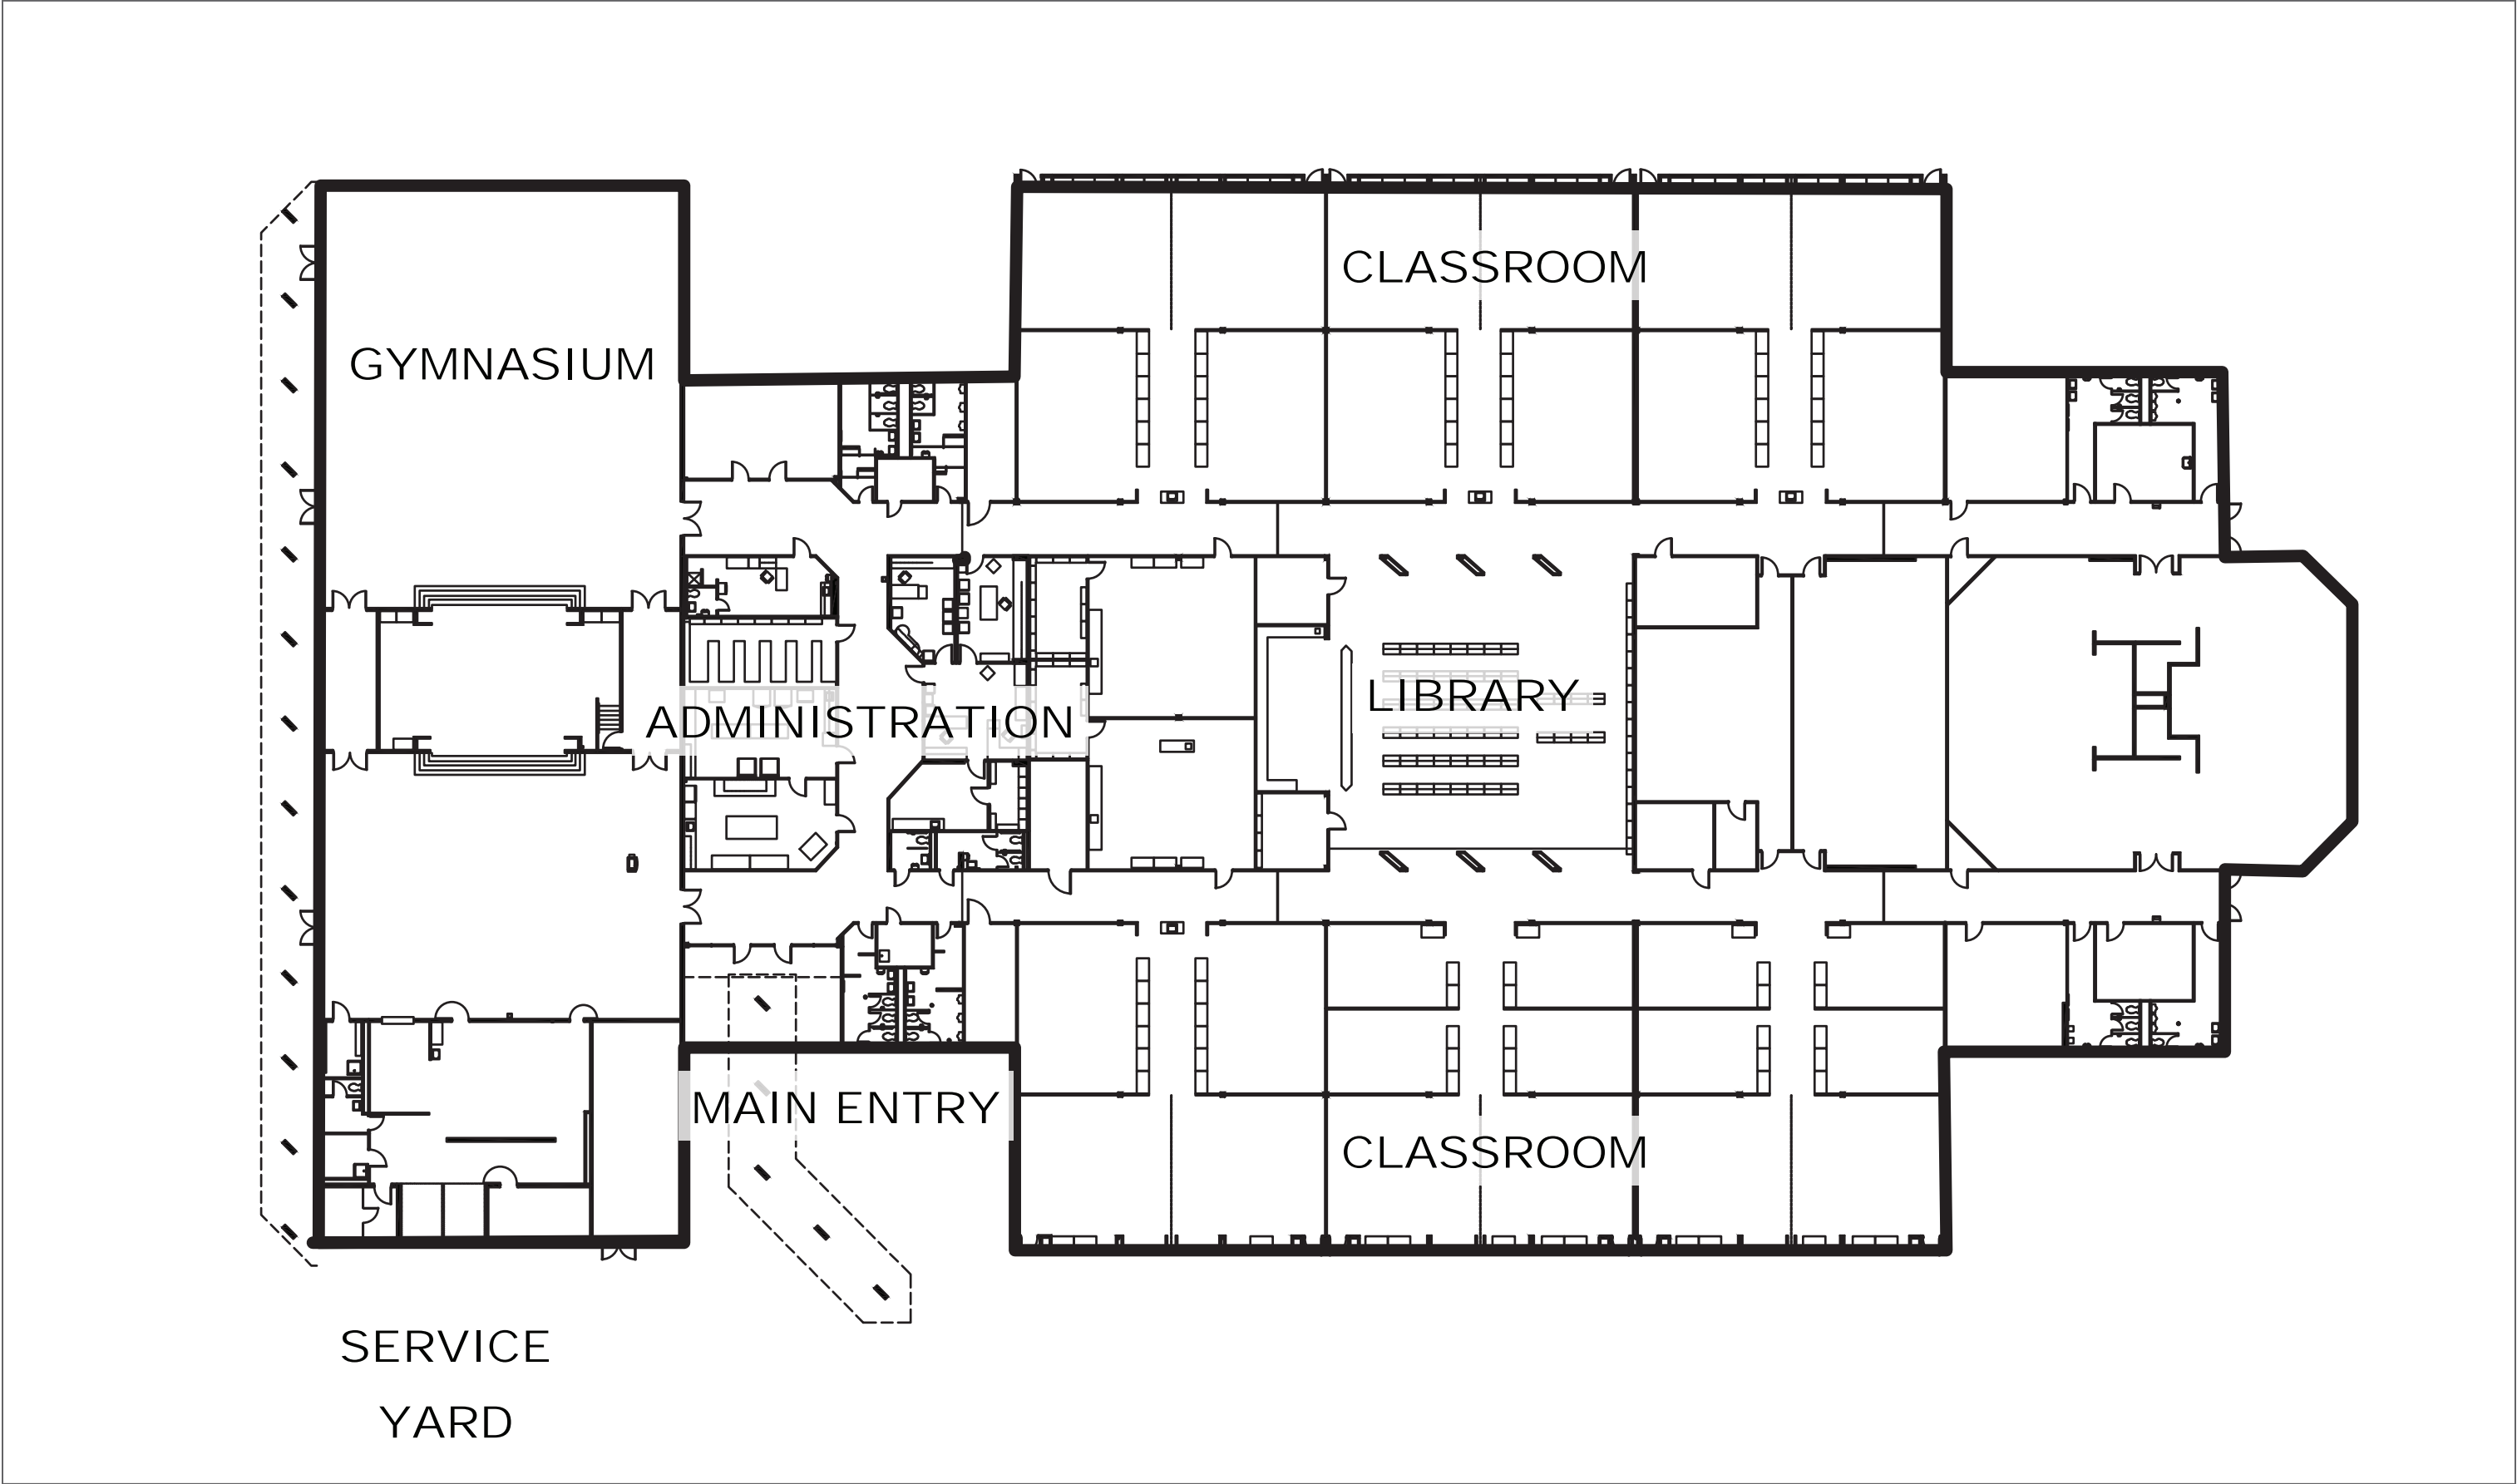 CLASSROOM
GYMNASIUM
LIBRARY
ADMINISTRATION
MAIN ENTRY
CLASSROOM
SERVICE
YARD